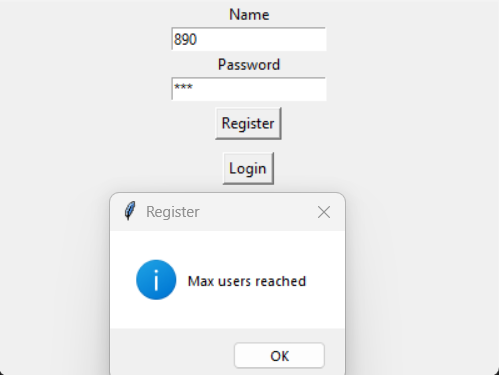 Name
890
Password
***
Register
Login
Register
Max users reached
OK